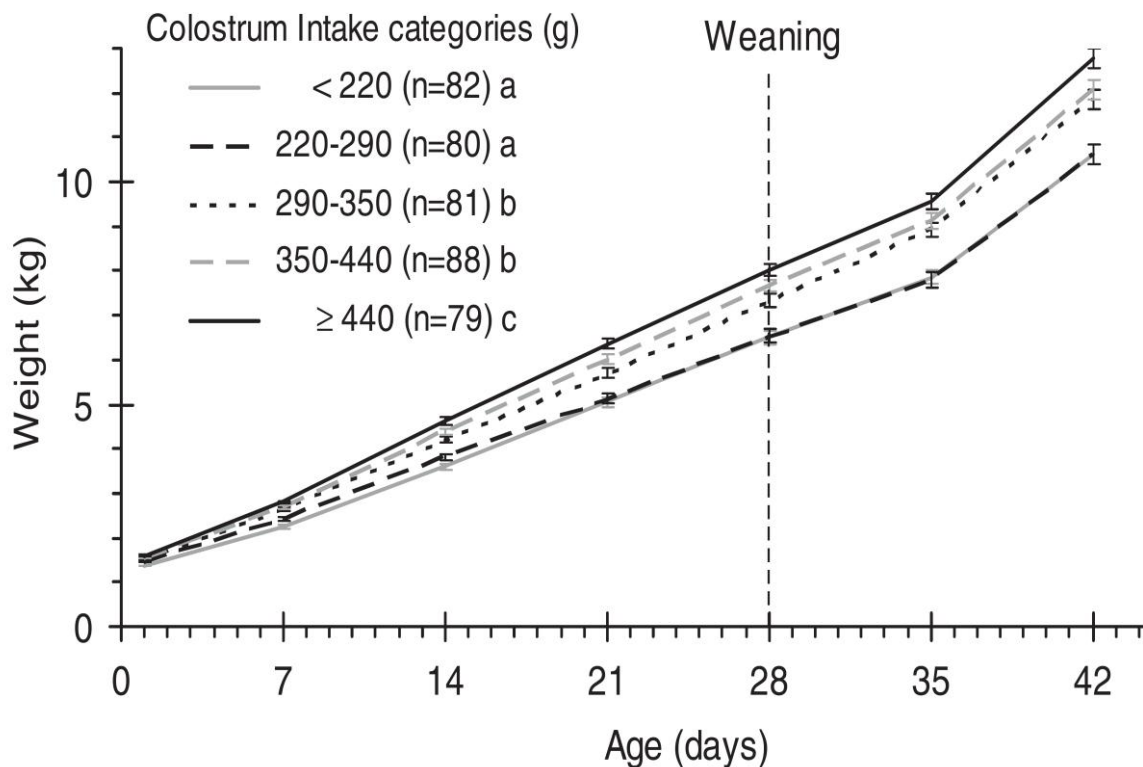 Colostrum Intake categories (g)
< 220 (n=82) a
220-290 (n=80) a
290-350 (n=81) b
350-440 (n=88) b
≥ 440 (n=79) c
Weaning
Weight (kg)
10
5
0
0 7 14 21 28 35 42
Age (days)